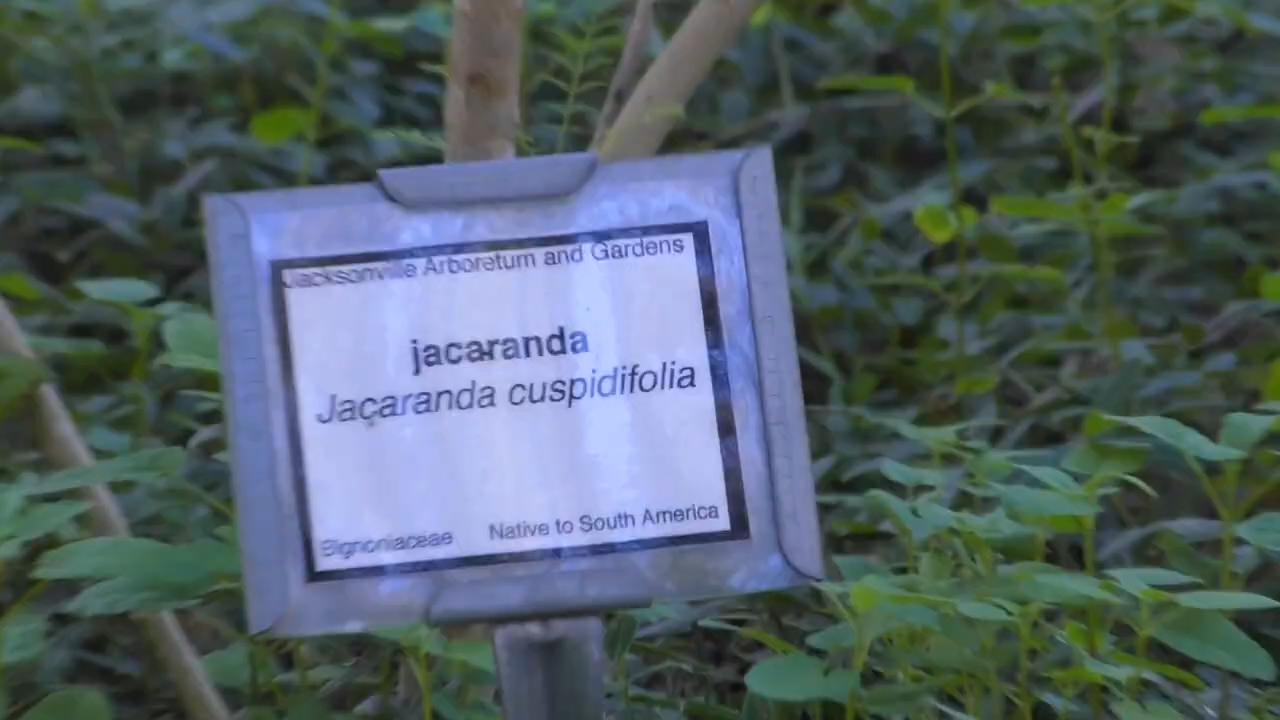 Jacksonville Arboretum and Gardens
jacaranda
Jaçaranda cuspidifolia
Bignoniaceae Native to South America